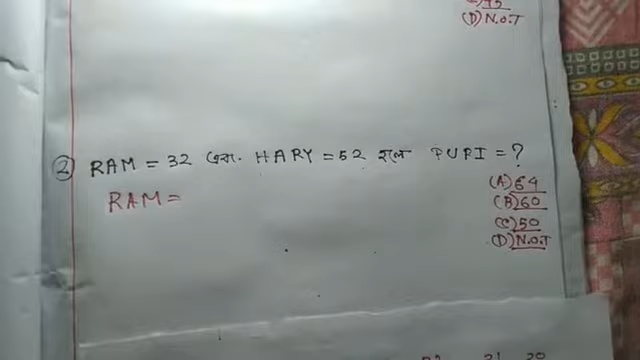 (D) N.O.T
② RAM = 32 এবং HARY = 52 হলে PUPI = ?
RAM =
(A) 64
(B) 60
(C) 50
(D) N.O.T